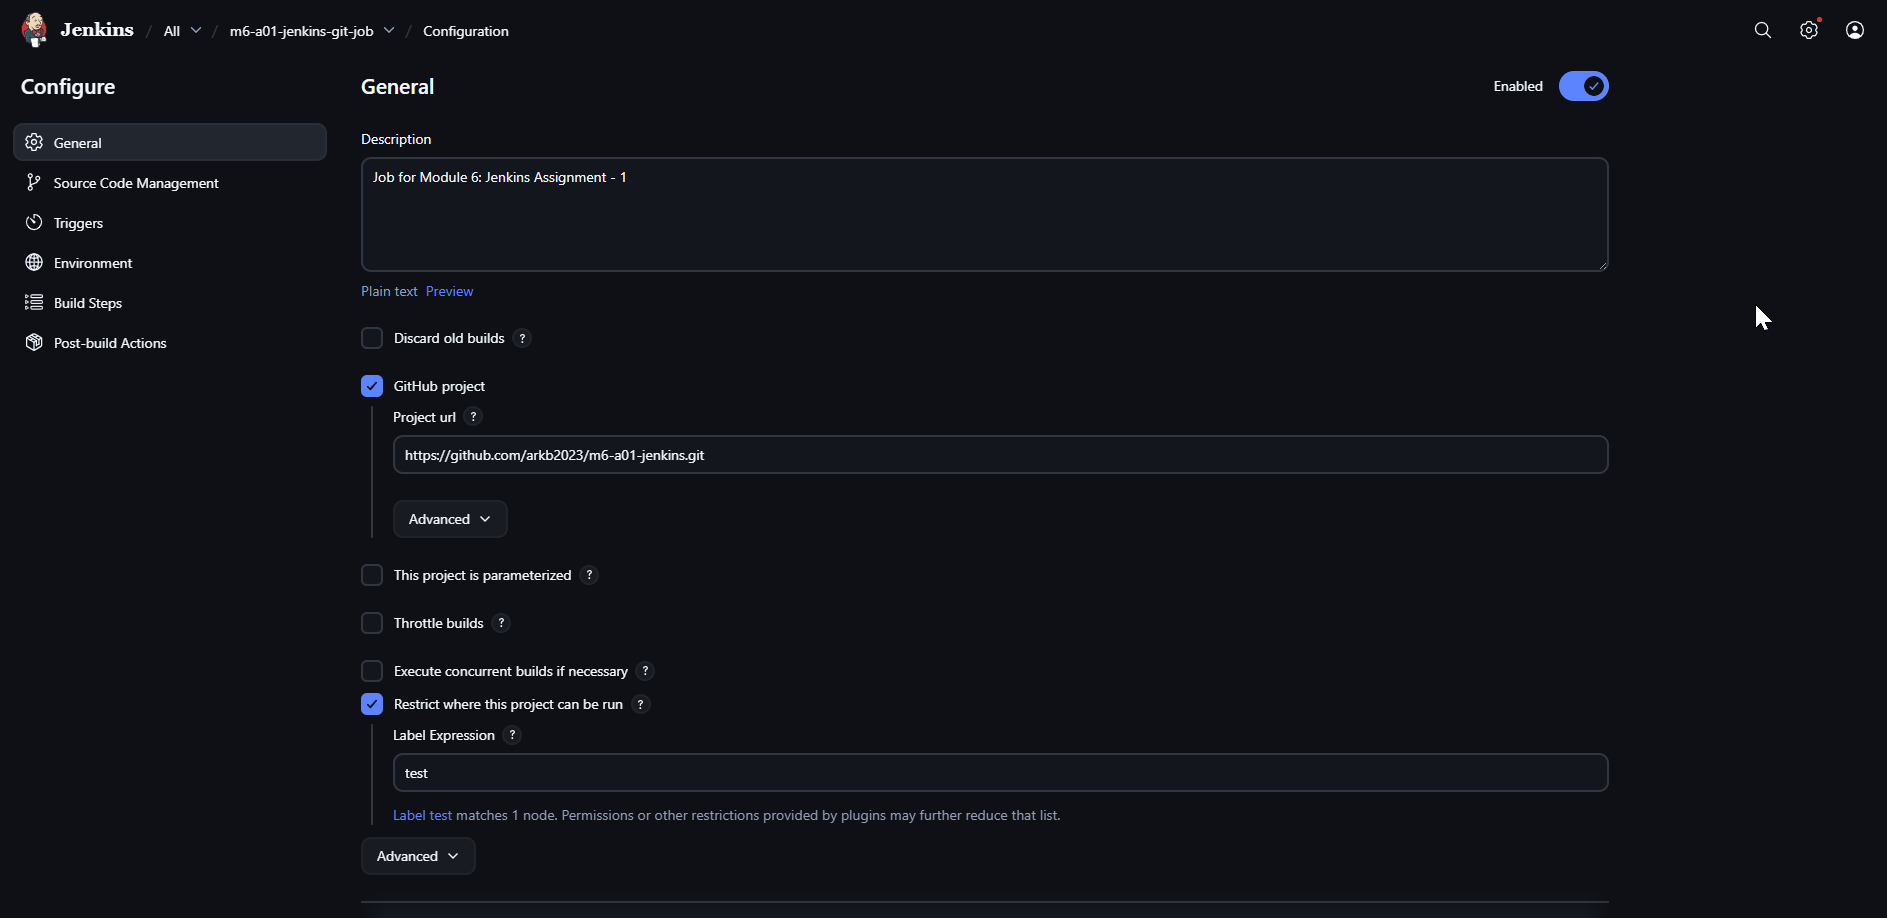 Jenkins / All / m6-a01-jenkins-git-job / Configuration
Configure
General
Source Code Management
Triggers
Environment
Build Steps
Post-build Actions
General
Enabled
Description
Job for Module 6: Jenkins Assignment - 1
Plain text Preview
Discard old builds ?
GitHub project
Project url ?
https://github.com/arkb2023/m6-a01-jenkins.git
Advanced
This project is parameterized ?
Throttle builds ?
Execute concurrent builds if necessary ?
Restrict where this project can be run ?
Label Expression ?
test
Label test matches 1 node. Permissions or other restrictions provided by plugins may further reduce that list.
Advanced